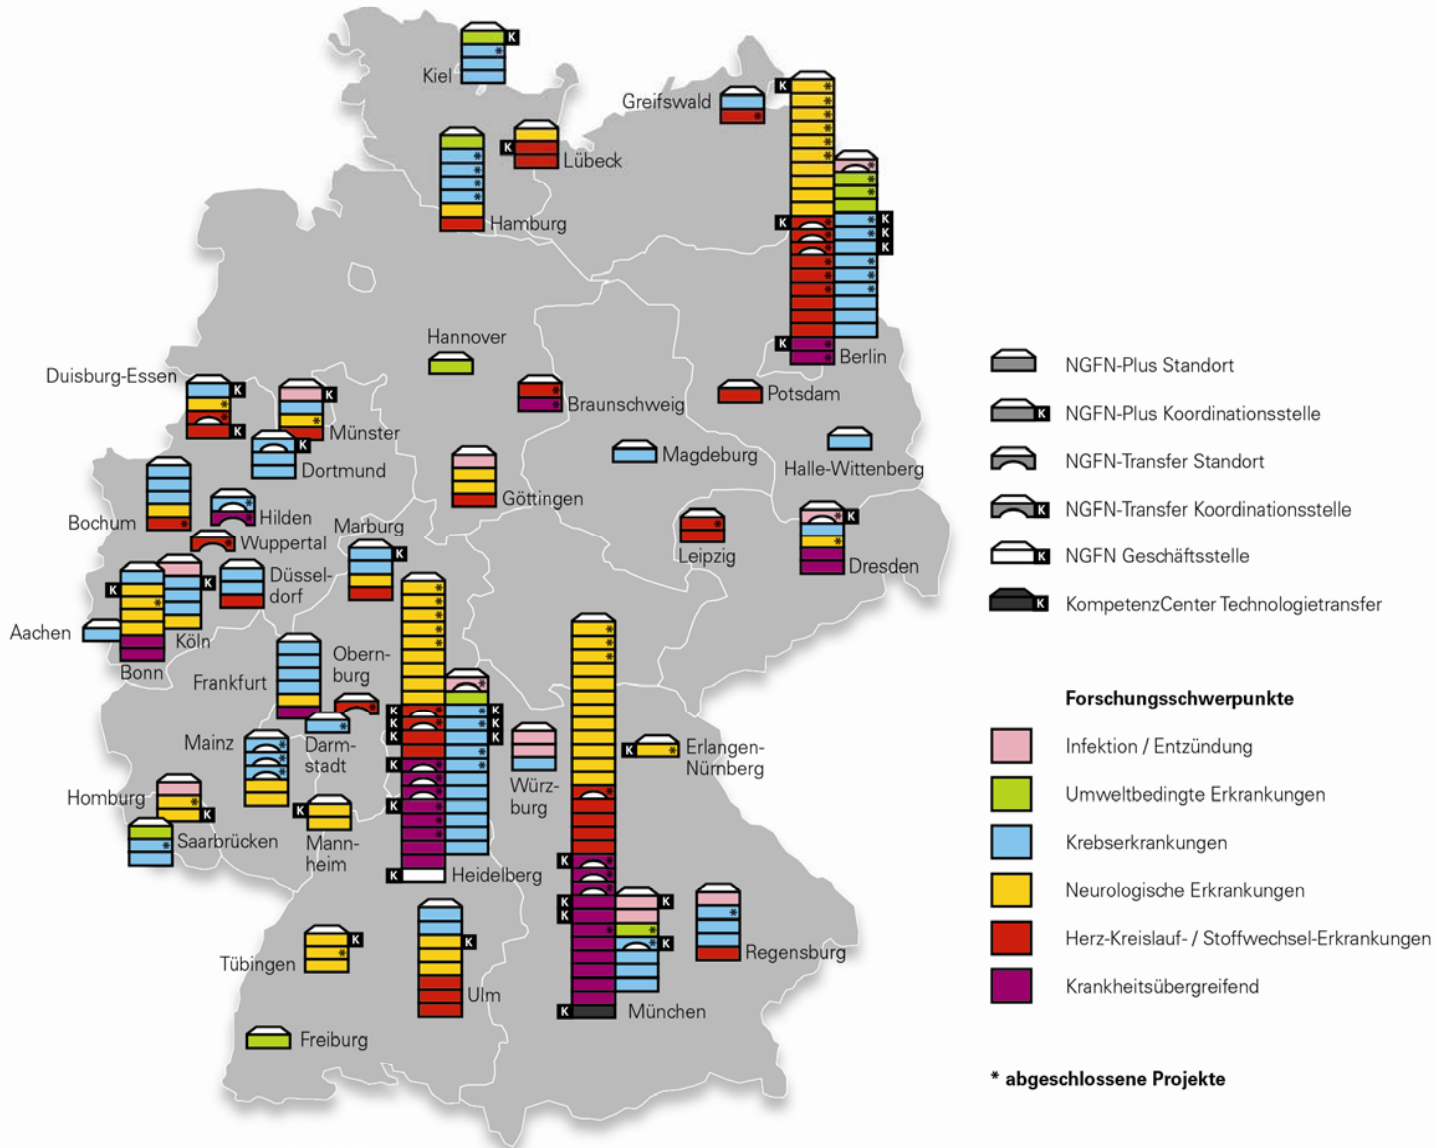 K
Kiel
Greifswald
K
K
Lübeck
Hamburg
K
K
K
K
K
Berlin
Hannover
Duisburg-Essen
K
K
K
Münster
Braunschweig
Potsdam
K
Dortmund
Magdeburg
Halle-Wittenberg
Göttingen
Bochum
Hilden
Wuppertal
Marburg
K
Leipzig
K
Dresden
K
K
Düssel-
dorf
Aachen
Köln
Bonn
Obern-
burg
Frankfurt
K
K
K
K
K
K
Mainz
Darm-
stadt
K
Erlangen-
Nürnberg
K
Würz-
burg
Homburg
K
K
K
Saarbrücken
Mann-
heim
K
Heidelberg
K
K
K
K
K
K
Regensburg
K
Tübingen
K
Ulm
K
München
Freiburg
NGFN-Plus Standort
K NGFN-Plus Koordinationsstelle
NGFN-Transfer Standort
K NGFN-Transfer Koordinationsstelle
K NGFN Geschäftsstelle
K KompetenzCenter Technologietransfer
Forschungsschwerpunkte
Infektion / Entzündung
Umweltbedingte Erkrankungen
Krebserkrankungen
Neurologische Erkrankungen
Herz-Kreislauf- / Stoffwechsel-Erkrankungen
Krankheitsübergreifend
* abgeschlossene Projekte